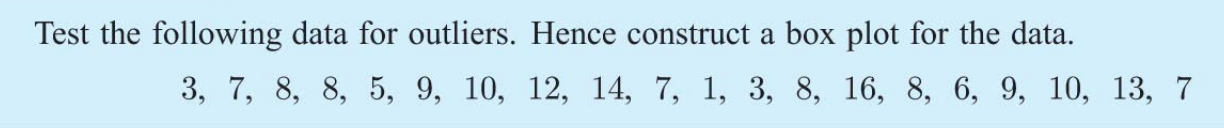 Test the following data for outliers. Hence construct a box plot for the data.
3, 7, 8, 8, 5, 9, 10, 12, 14, 7, 1, 3, 8, 16, 8, 6, 9, 10, 13, 7